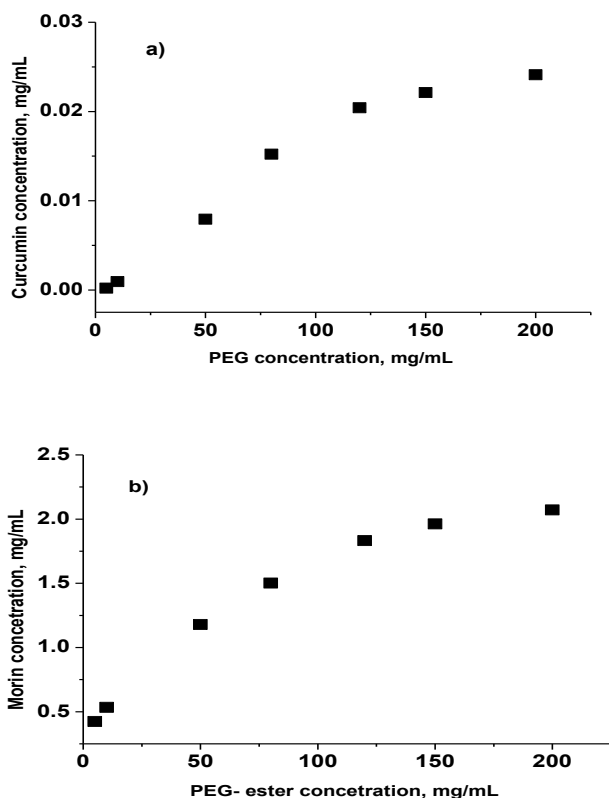 a)
0.03
0.02
0.01
0.00
Curcumin concentration, mg/mL
0 50 100 150 200
PEG concentration, mg/mL
b)
2.5
2.0
1.5
1.0
0.5
Morin concetration, mg/mL
0 50 100 150 200
PEG- ester concetration, mg/mL